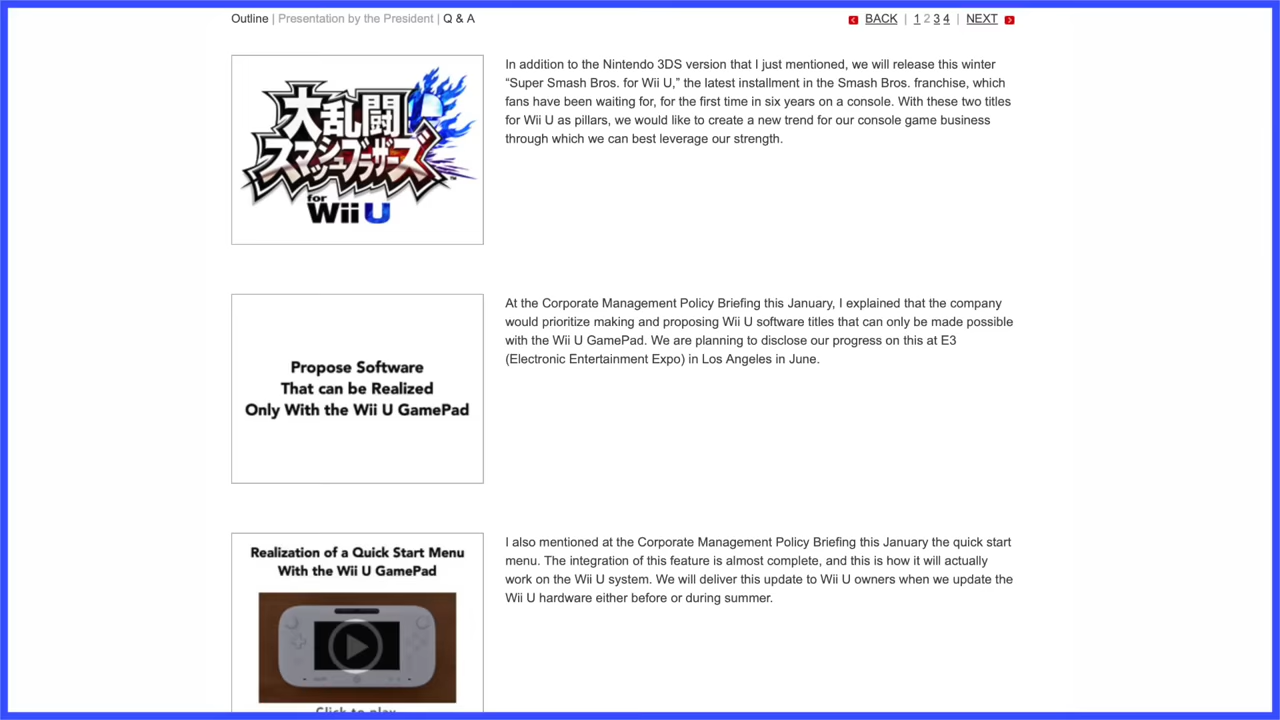 Outline | Presentation by the President | Q & A
BACK | 1 2 3 4 | NEXT
大乱闘
スマッシュブラザーズ
TM
for
Wii U
In addition to the Nintendo 3DS version that I just mentioned, we will release this winter
“Super Smash Bros. for Wii U,” the latest installment in the Smash Bros. franchise, which
fans have been waiting for, for the first time in six years on a console. With these two titles
for Wii U as pillars, we would like to create a new trend for our console game business
through which we can best leverage our strength.
Propose Software
That can be Realized
Only With the Wii U GamePad
At the Corporate Management Policy Briefing this January, I explained that the company
would prioritize making and proposing Wii U software titles that can only be made possible
with the Wii U GamePad. We are planning to disclose our progress on this at E3
(Electronic Entertainment Expo) in Los Angeles in June.
Realization of a Quick Start Menu
With the Wii U GamePad
Click to play
I also mentioned at the Corporate Management Policy Briefing this January the quick start
menu. The integration of this feature is almost complete, and this is how it will actually
work on the Wii U system. We will deliver this update to Wii U owners when we update the
Wii U hardware either before or during summer.